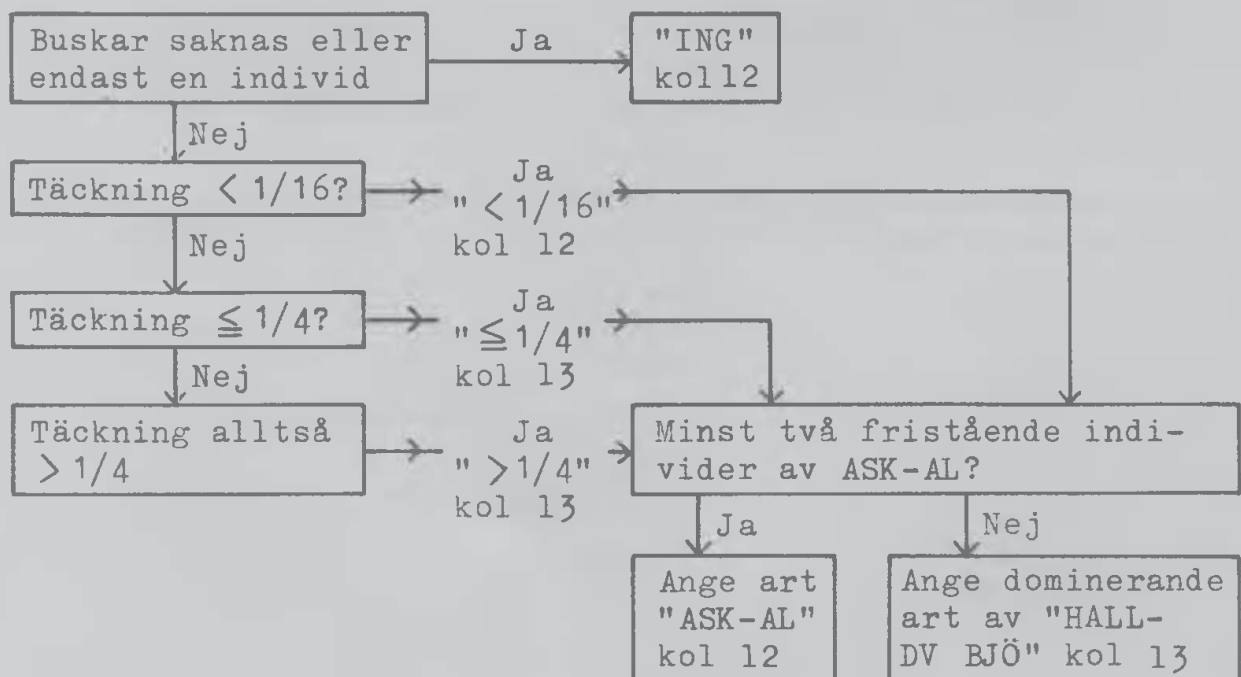 Buskar saknas eller
endast en individ
Ja
"ING"
kol12
Nej
Täckning < 1/16?
Ja
" < 1/16"
kol 12
Nej
Täckning ≦ 1/4?
Ja
" ≦ 1/4"
kol 13
Nej
Täckning alltså
> 1/4
Ja
" > 1/4"
kol 13
Minst två fristående indi-
vider av ASK-AL?
Ja
Nej
Ange art
"ASK-AL"
kol 12
Ange dominerande
art av "HALL-
DV BJÖ" kol 13